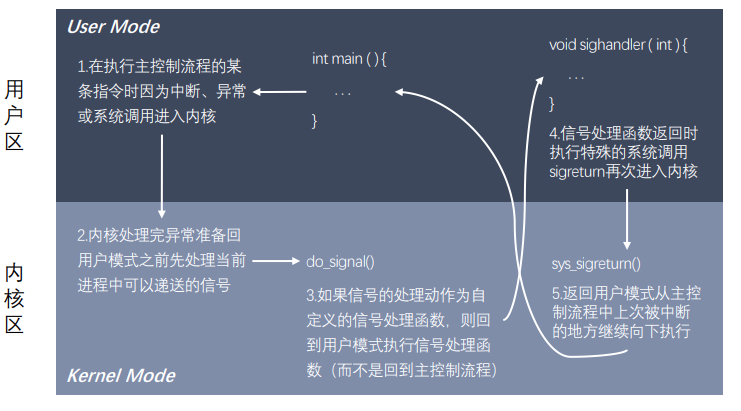 User Mode
用
户
区
1.在执行主控制流程的某
条指令时因为中断、异常
或系统调用进入内核
int main ( ) {
. . .
}
void sighandler ( int ) {
. . .
}
4.信号处理函数返回时
执行特殊的系统调用
sigreturn再次进入内核
内
核
区
2.内核处理完异常准备回
用户模式之前先处理当前
进程中可以递送的信号
do_signal()
3.如果信号的处理动作为自
定义的信号处理函数，则回
到用户模式执行信号处理函
数（而不是回到主控制流程）
sys_sigreturn()
5.返回用户模式从主控
制流程中上次被中断
的地方继续向下执行
Kernel Mode